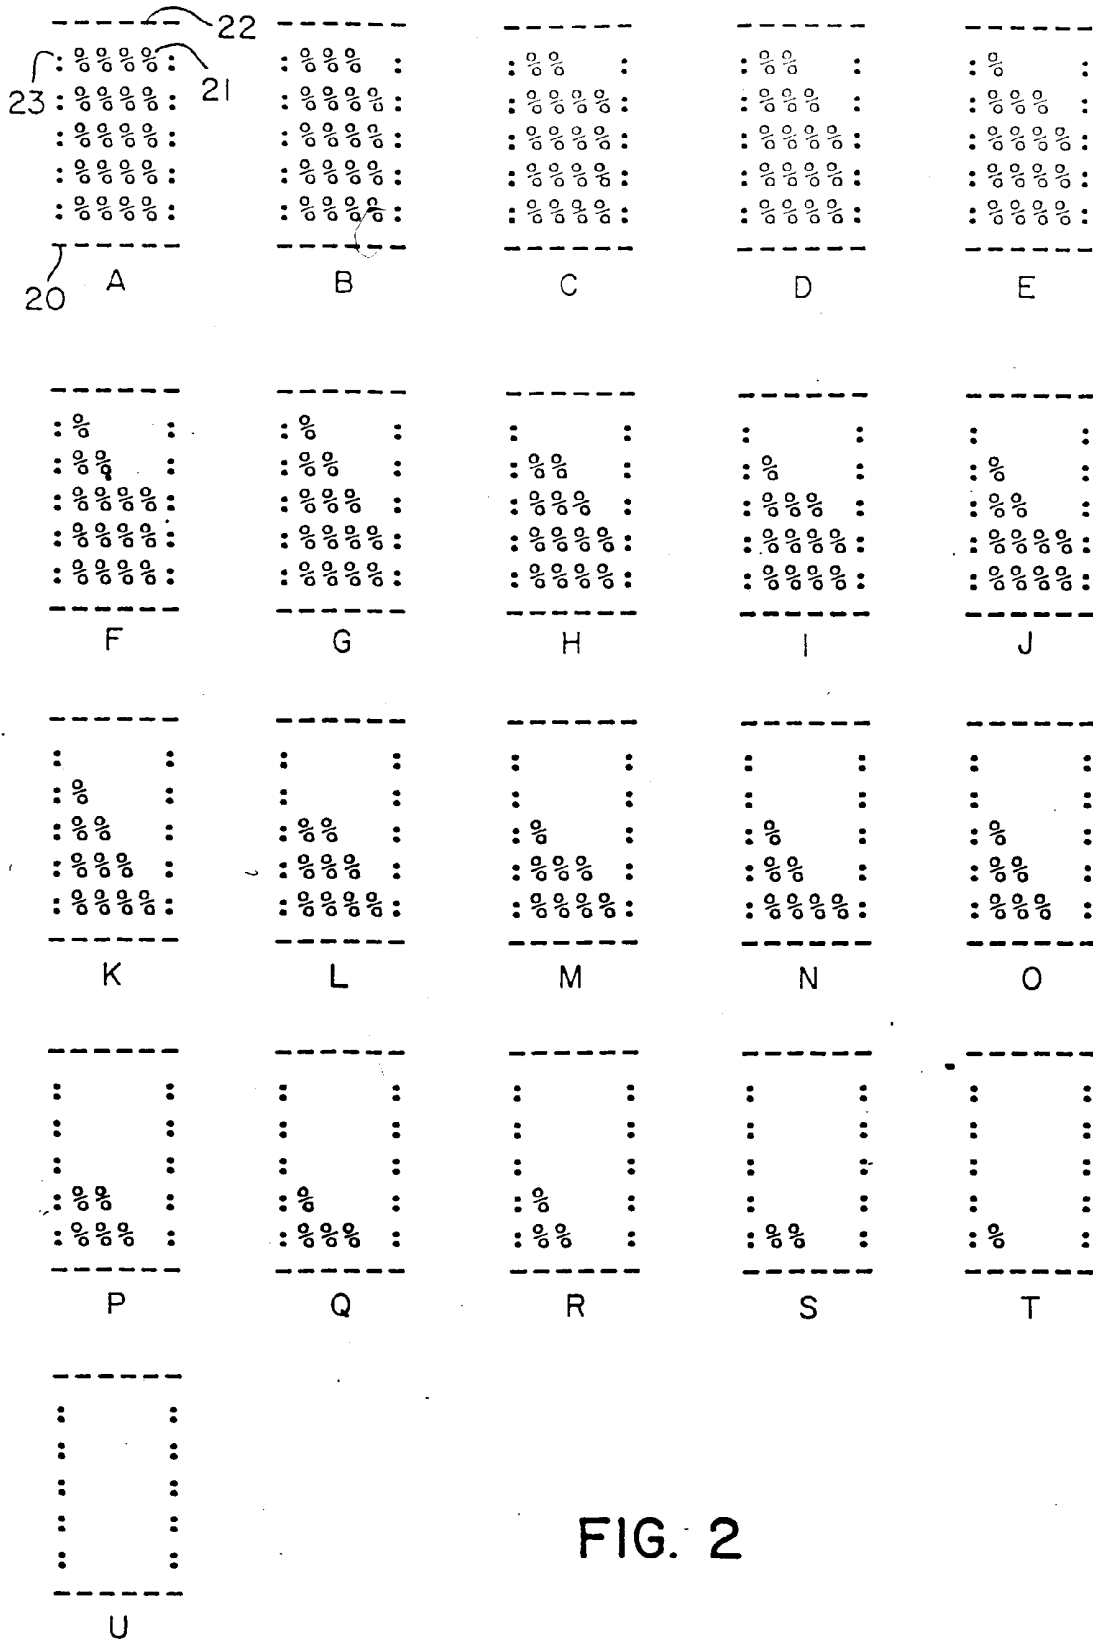 ------ 22 ------ ------ ------ ------
23 :%%%%: 21 :%%% : :%% : :%% : :% :
:%%%%: :%%%%: :%%%%: :%%% : :%%% :
:%%%%: :%%%%: :%%%%: :%%%%: :%%%%:
:%%%%: :%%%%: :%%%%: :%%%%: :%%%%:
:%%%%: :%%%%: :%%%%: :%%%%: :%%%%:
------ ------ ------ ------ ------
20 A B C D E
------ ------ ------ ------ ------
:% : :% : : : : : : :
:%% : :%% : :%% : :% : :% :
:%%%%: :%%% : :%%% : :%%% : :%% :
:%%%%: :%%%%: :%%%%: :%%%%: :%%%%:
:%%%%: :%%%%: :%%%%: :%%%%: :%%%%:
------ ------ ------ ------ ------
F G H I J
------ ------ ------ ------ ------
: : : : : : : : : :
:% : : : : : : : : :
:%% : :%% : :% : :% : :% :
:%%% : :%%% : :%%% : :%% : :%% :
:%%%%: :%%%%: :%%%%: :%%%%: :%%% :
------ ------ ------ ------ ------
K L M N O
------ ------ ------ ------ ------
: : : : : : : : : :
: : : : : : : : : :
: : : : : : : : : :
:%% : :% : :% : : : : :
:%%% : :%%% : :%% : :%% : :% :
------ ------ ------ ------ ------
P Q R S T
------
: :
: :
: :
: :
: :
------
U
FIG. 2